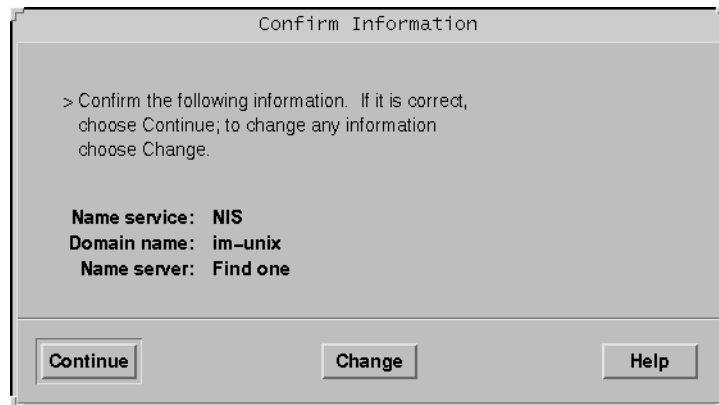 Confirm Information
> Confirm the following information. If it is correct,
choose Continue; to change any information
choose Change.
Name service: NIS
Domain name: im-unix
Name server: Find one
Continue Change Help